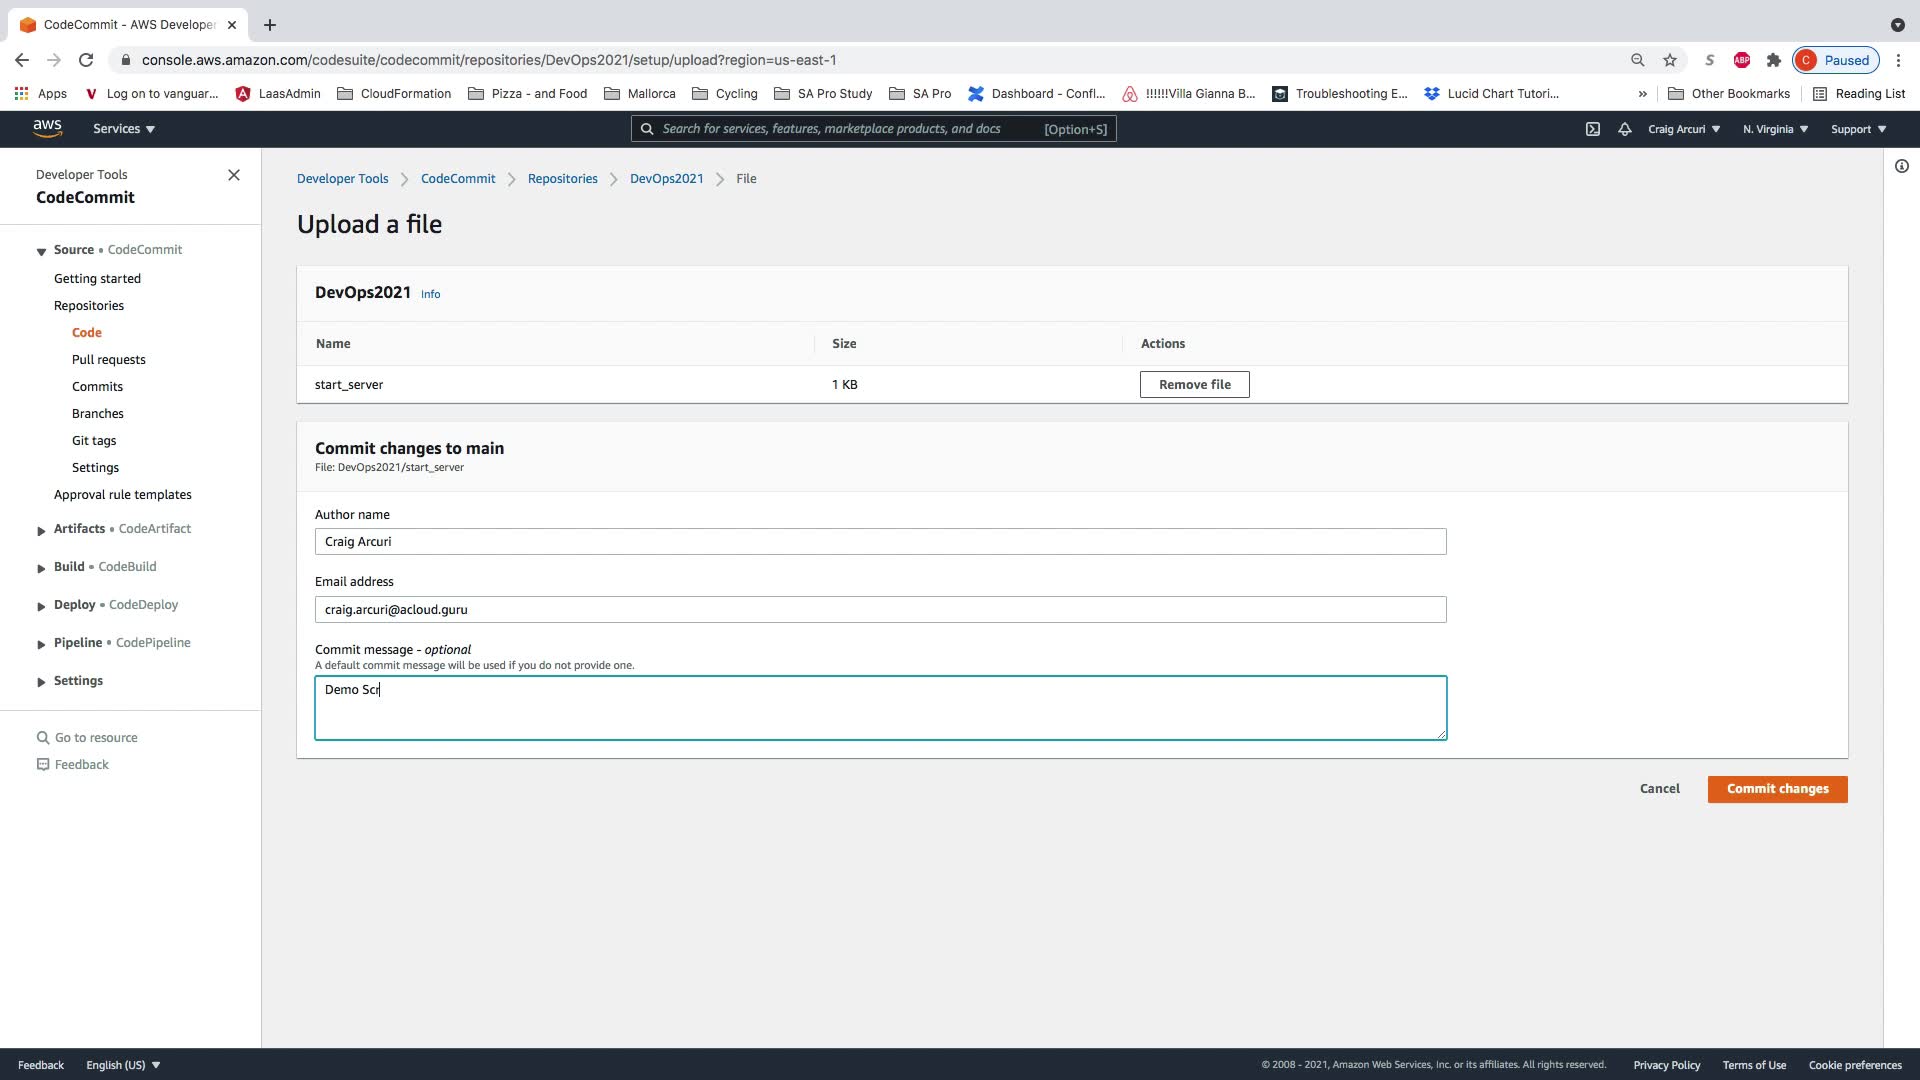 CodeCommit - AWS Developer
console.aws.amazon.com/codesuite/codecommit/repositories/DevOps2021/setup/upload?region=us-east-1
S ABP C Paused
Apps Log on to vanguar... LaasAdmin CloudFormation Pizza - and Food Mallorca Cycling SA Pro Study SA Pro Dashboard - Confl... !!!!!!Villa Gianna B... Troubleshooting E... Lucid Chart Tutori... » Other Bookmarks Reading List
aws Services ▼ Search for services, features, marketplace products, and docs [Option+S] Craig Arcuri ▼ N. Virginia ▼ Support ▼
Developer Tools
CodeCommit
Source • CodeCommit
Getting started
Repositories
Code
Pull requests
Commits
Branches
Git tags
Settings
Approval rule templates
Artifacts • CodeArtifact
Build • CodeBuild
Deploy • CodeDeploy
Pipeline • CodePipeline
Settings
Go to resource
Feedback
Developer Tools > CodeCommit > Repositories > DevOps2021 > File
Upload a file
DevOps2021 Info
Name Size Actions
start_server 1 KB Remove file
Commit changes to main
File: DevOps2021/start_server
Author name
Craig Arcuri
Email address
craig.arcuri@acloud.guru
Commit message - optional
A default commit message will be used if you do not provide one.
Demo Scr
Cancel Commit changes
Feedback English (US) ▼ © 2008 - 2021, Amazon Web Services, Inc. or its affiliates. All rights reserved. Privacy Policy Terms of Use Cookie preferences